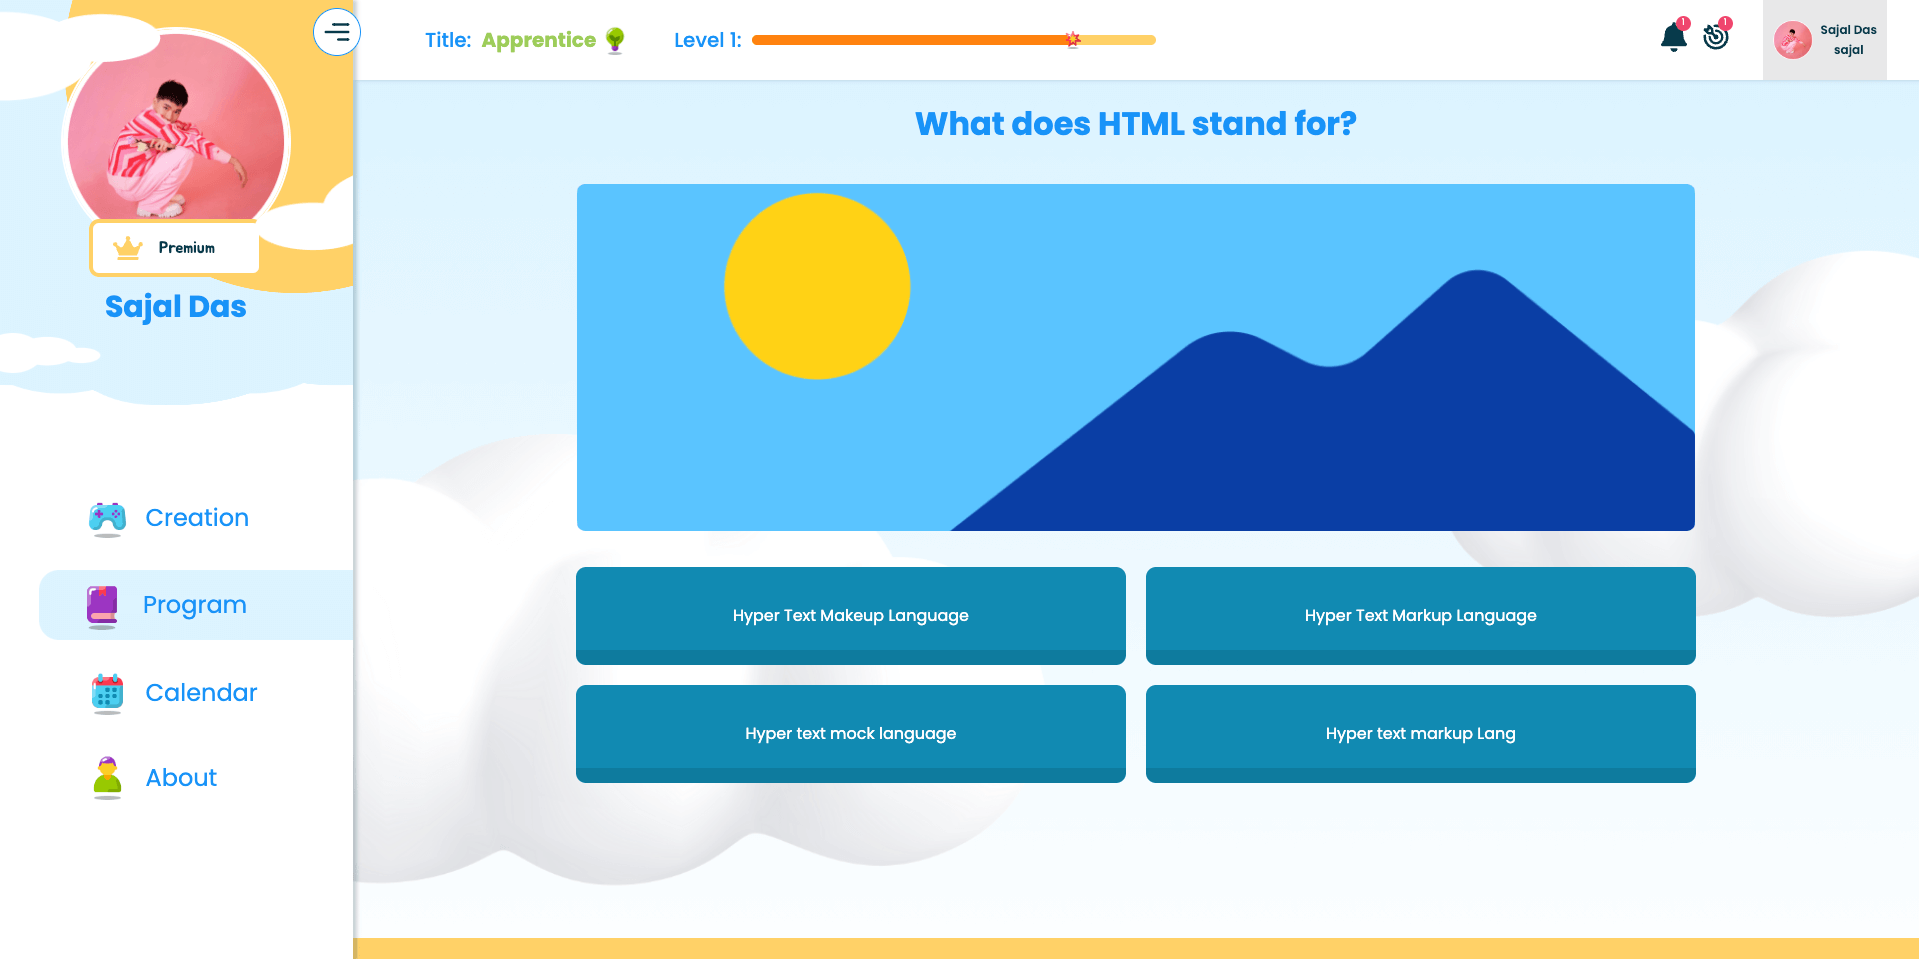 Title: Apprentice
Level 1:
1
1
Sajal Das
sajal
Premium
Sajal Das
Creation
Program
Calendar
About
What does HTML stand for?
Hyper Text Makeup Language
Hyper Text Markup Language
Hyper text mock language
Hyper text markup Lang